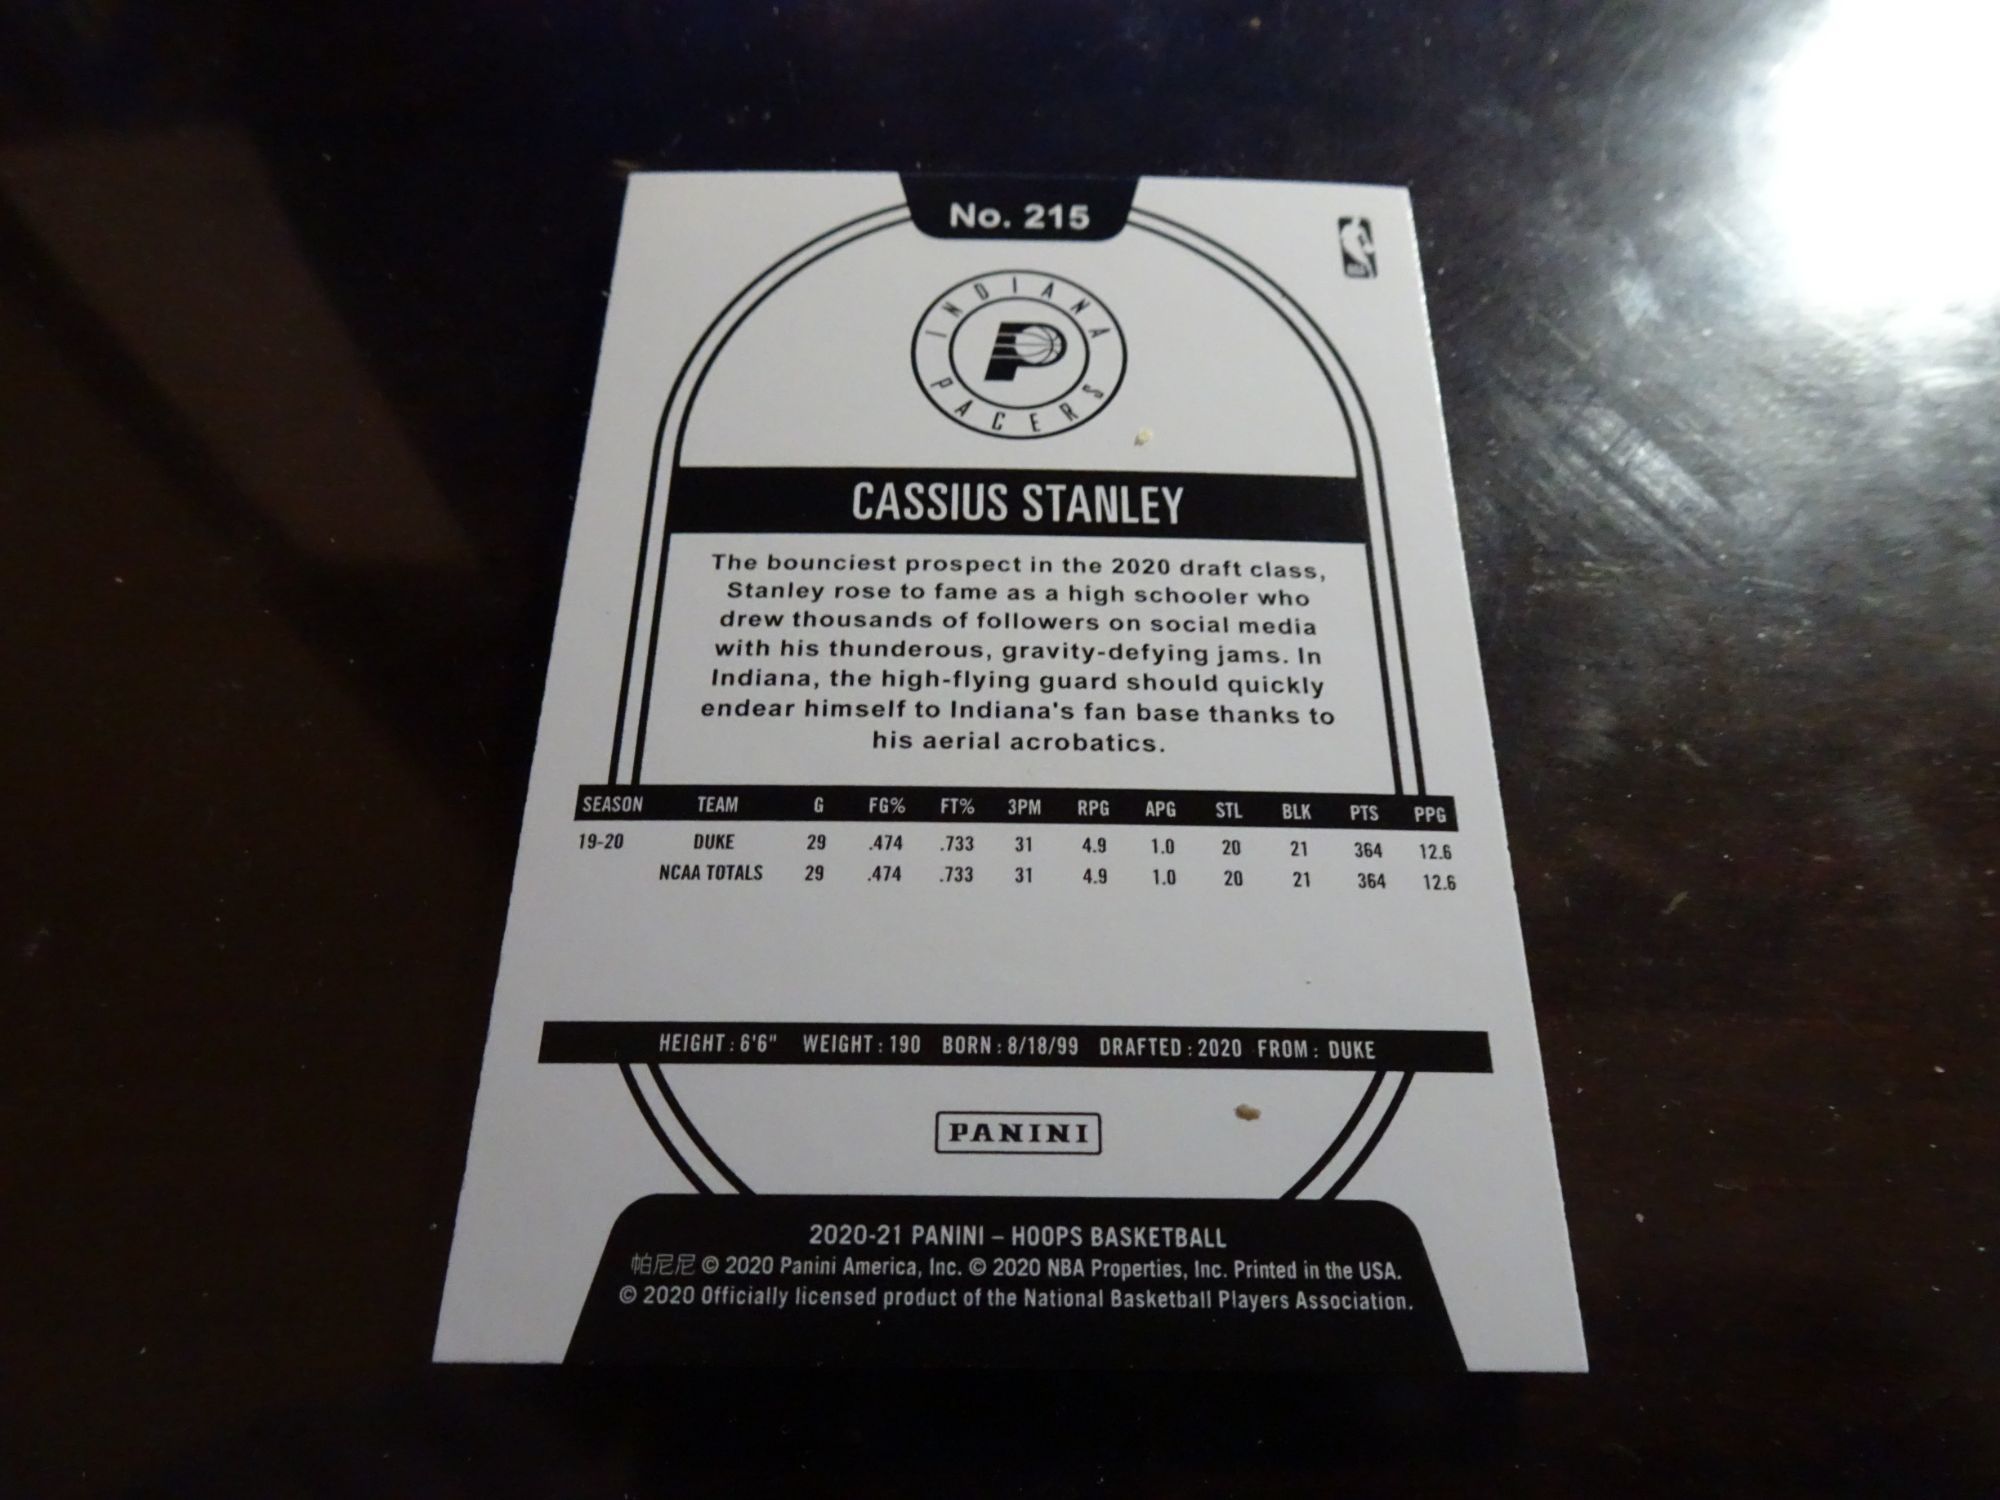 No. 215
INDIANA
PACERS
CASSIUS STANLEY
The bounciest prospect in the 2020 draft class,
Stanley rose to fame as a high schooler who
drew thousands of followers on social media
with his thunderous, gravity-defying jams. In
Indiana, the high-flying guard should quickly
endear himself to Indiana's fan base thanks to
his aerial acrobatics.
SEASON TEAM G FG% FT% 3PM RPG APG STL BLK PTS PPG
19-20 DUKE 29 .474 .733 31 4.9 1.0 20 21 364 12.6
NCAA TOTALS 29 .474 .733 31 4.9 1.0 20 21 364 12.6
HEIGHT : 6'6" WEIGHT : 190 BORN : 8/18/99 DRAFTED : 2020 FROM : DUKE
PANINI
2020-21 PANINI – HOOPS BASKETBALL
帕尼尼 © 2020 Panini America, Inc. © 2020 NBA Properties, Inc. Printed in the USA.
© 2020 Officially licensed product of the National Basketball Players Association.